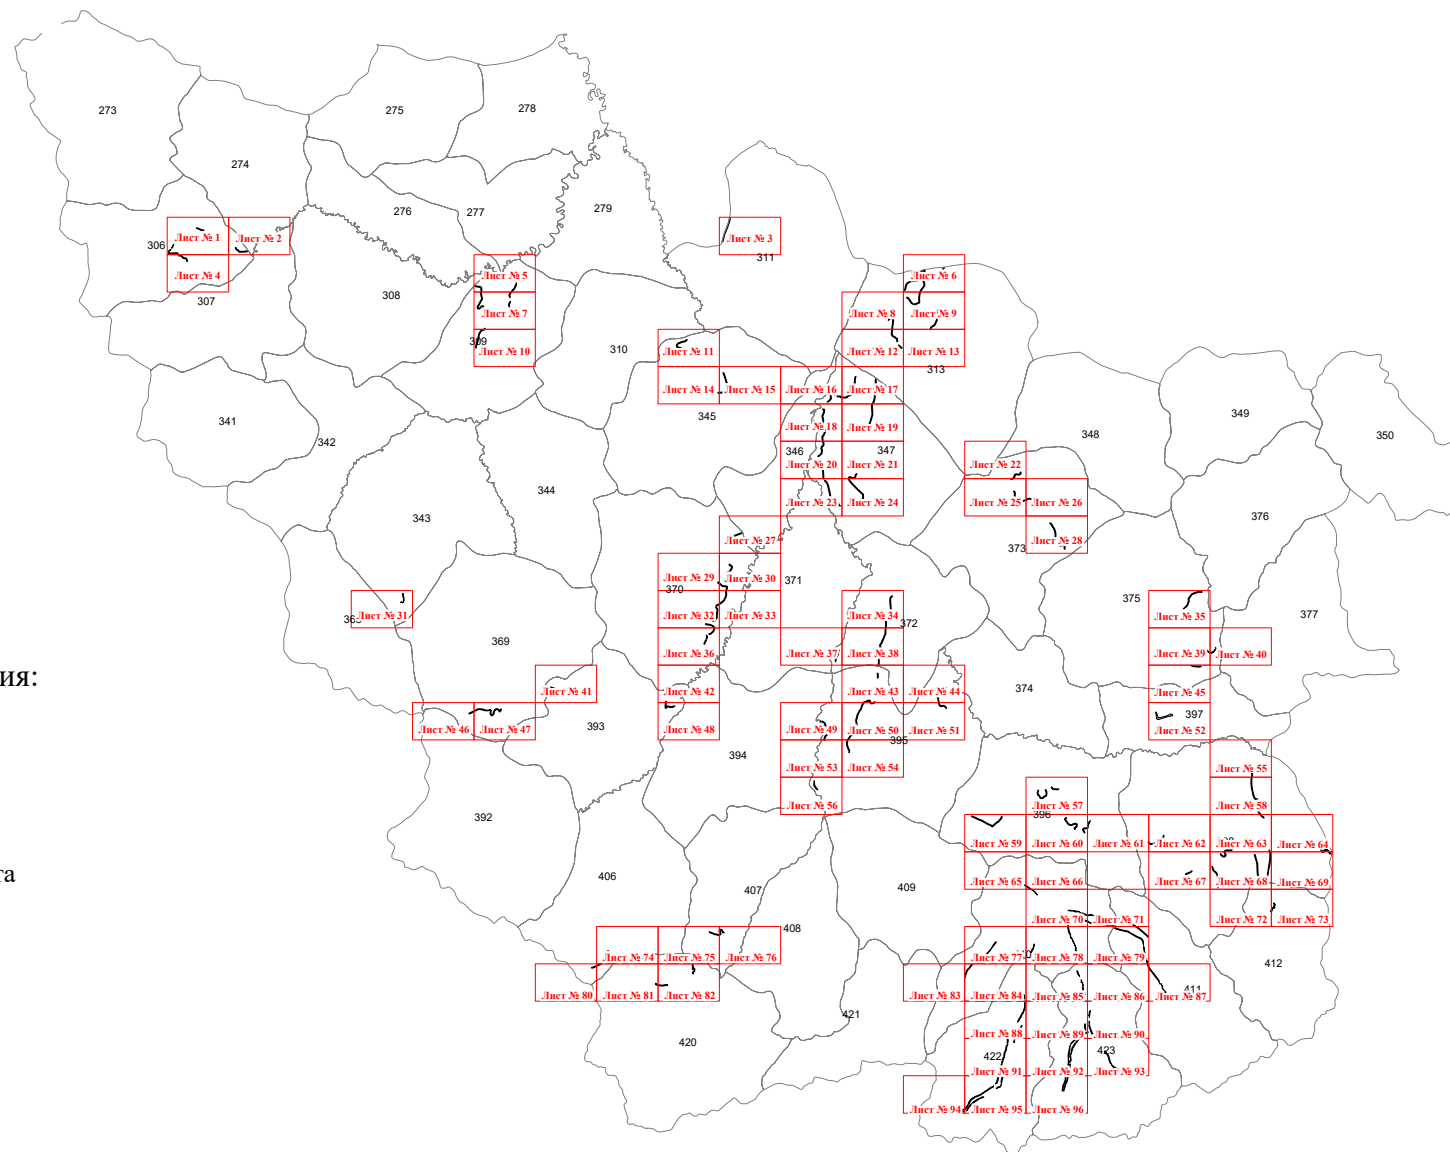 273
275
278
274
276
277
279
306
Лист № 1
Лист № 2
Лист № 3
311
Лист № 4
307
308
Лист № 5
Лист № 6
Лист № 7
Лист № 8
Лист № 9
309
Лист № 10
310
Лист № 11
Лист № 12
Лист № 13
313
Лист № 14
Лист № 15
Лист № 16
Лист № 17
341
342
345
Лист № 18
Лист № 19
348
349
350
346
347
344
Лист № 20
Лист № 21
Лист № 22
343
Лист № 23
Лист № 24
Лист № 25
Лист № 26
376
Лист № 27
373
Лист № 28
Лист № 29
Лист № 30
371
370
375
377
Лист № 31
Лист № 32
Лист № 33
Лист № 34
372
Лист № 35
369
Лист № 36
Лист № 37
Лист № 38
Лист № 39
Лист № 40
ия:
Лист № 41
Лист № 42
Лист № 43
Лист № 44
374
Лист № 45
397
Лист № 46
Лист № 47
393
Лист № 48
Лист № 49
Лист № 50
Лист № 51
395
Лист № 52
394
Лист № 53
Лист № 54
Лист № 55
Лист № 56
Лист № 57
Лист № 58
392
396
Лист № 59
Лист № 60
Лист № 61
Лист № 62
Лист № 63
Лист № 64
та
406
407
409
Лист № 65
Лист № 66
Лист № 67
Лист № 68
Лист № 69
408
Лист № 70
Лист № 71
Лист № 72
Лист № 73
Лист № 74
Лист № 75
Лист № 76
Лист № 77
Лист № 78
Лист № 79
412
Лист № 80
Лист № 81
Лист № 82
Лист № 83
Лист № 84
Лист № 85
Лист № 86
411
Лист № 87
421
420
Лист № 88
Лист № 89
Лист № 90
422
423
Лист № 91
Лист № 92
Лист № 93
Лист № 94
Лист № 95
Лист № 96